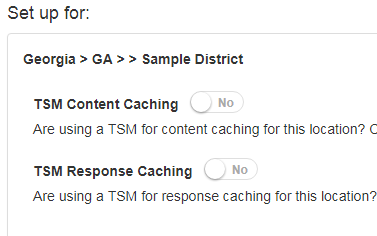 Set up for:
Georgia > GA > > Sample District
TSM Content Caching No
Are using a TSM for content caching for this location?
TSM Response Caching No
Are using a TSM for response caching for this location?